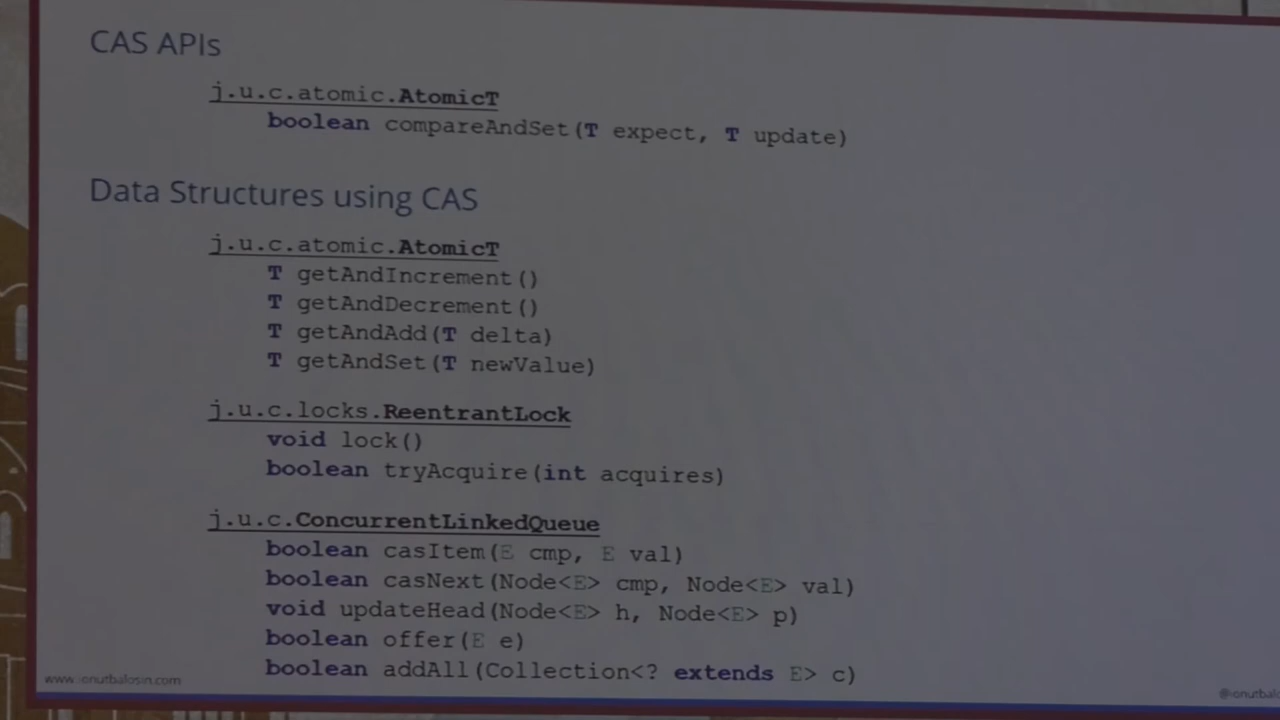 CAS APIs
j.u.c.atomic.AtomicT
boolean compareAndSet(T expect, T update)
Data Structures using CAS
j.u.c.atomic.AtomicT
T getAndIncrement()
T getAndDecrement()
T getAndAdd(T delta)
T getAndSet(T newValue)
j.u.c.locks.ReentrantLock
void lock()
boolean tryAcquire(int acquires)
j.u.c.ConcurrentLinkedQueue
boolean casItem(E cmp, E val)
boolean casNext(Node<E> cmp, Node<E> val)
void updateHead(Node<E> h, Node<E> p)
boolean offer(E e)
boolean addAll(Collection<? extends E> c)
www.ionutbalosin.com
@ionutbalo